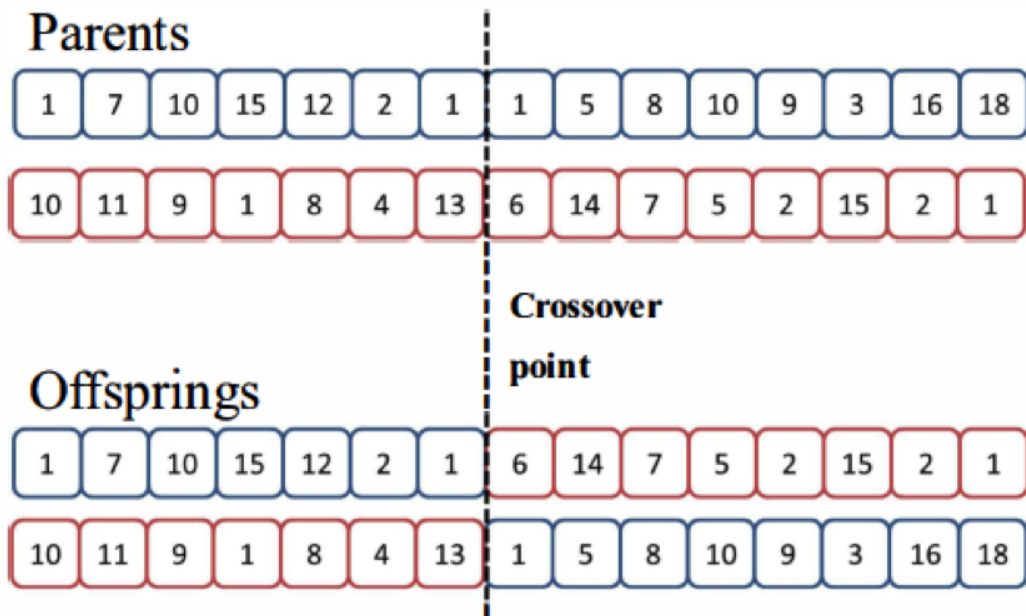 Parents
1 7 10 15 12 2 1 1 5 8 10 9 3 16 18
10 11 9 1 8 4 13 6 14 7 5 2 15 2 1
Crossover
point
Offsprings
1 7 10 15 12 2 1 6 14 7 5 2 15 2 1
10 11 9 1 8 4 13 1 5 8 10 9 3 16 18